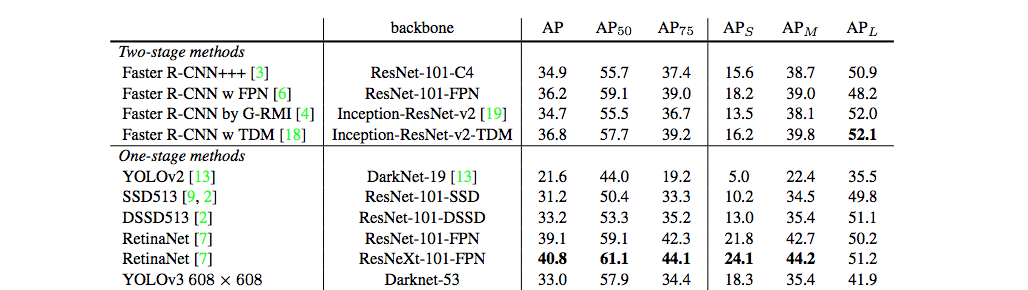 backbone AP AP50 AP75 APS APM APL
Two-stage methods
Faster R-CNN+++ [3] ResNet-101-C4 34.9 55.7 37.4 15.6 38.7 50.9
Faster R-CNN w FPN [6] ResNet-101-FPN 36.2 59.1 39.0 18.2 39.0 48.2
Faster R-CNN by G-RMI [4] Inception-ResNet-v2 [19] 34.7 55.5 36.7 13.5 38.1 52.0
Faster R-CNN w TDM [18] Inception-ResNet-v2-TDM 36.8 57.7 39.2 16.2 39.8 52.1
One-stage methods
YOLOv2 [13] DarkNet-19 [13] 21.6 44.0 19.2 5.0 22.4 35.5
SSD513 [9, 2] ResNet-101-SSD 31.2 50.4 33.3 10.2 34.5 49.8
DSSD513 [2] ResNet-101-DSSD 33.2 53.3 35.2 13.0 35.4 51.1
RetinaNet [7] ResNet-101-FPN 39.1 59.1 42.3 21.8 42.7 50.2
RetinaNet [7] ResNeXt-101-FPN 40.8 61.1 44.1 24.1 44.2 51.2
YOLOv3 608 × 608 Darknet-53 33.0 57.9 34.4 18.3 35.4 41.9